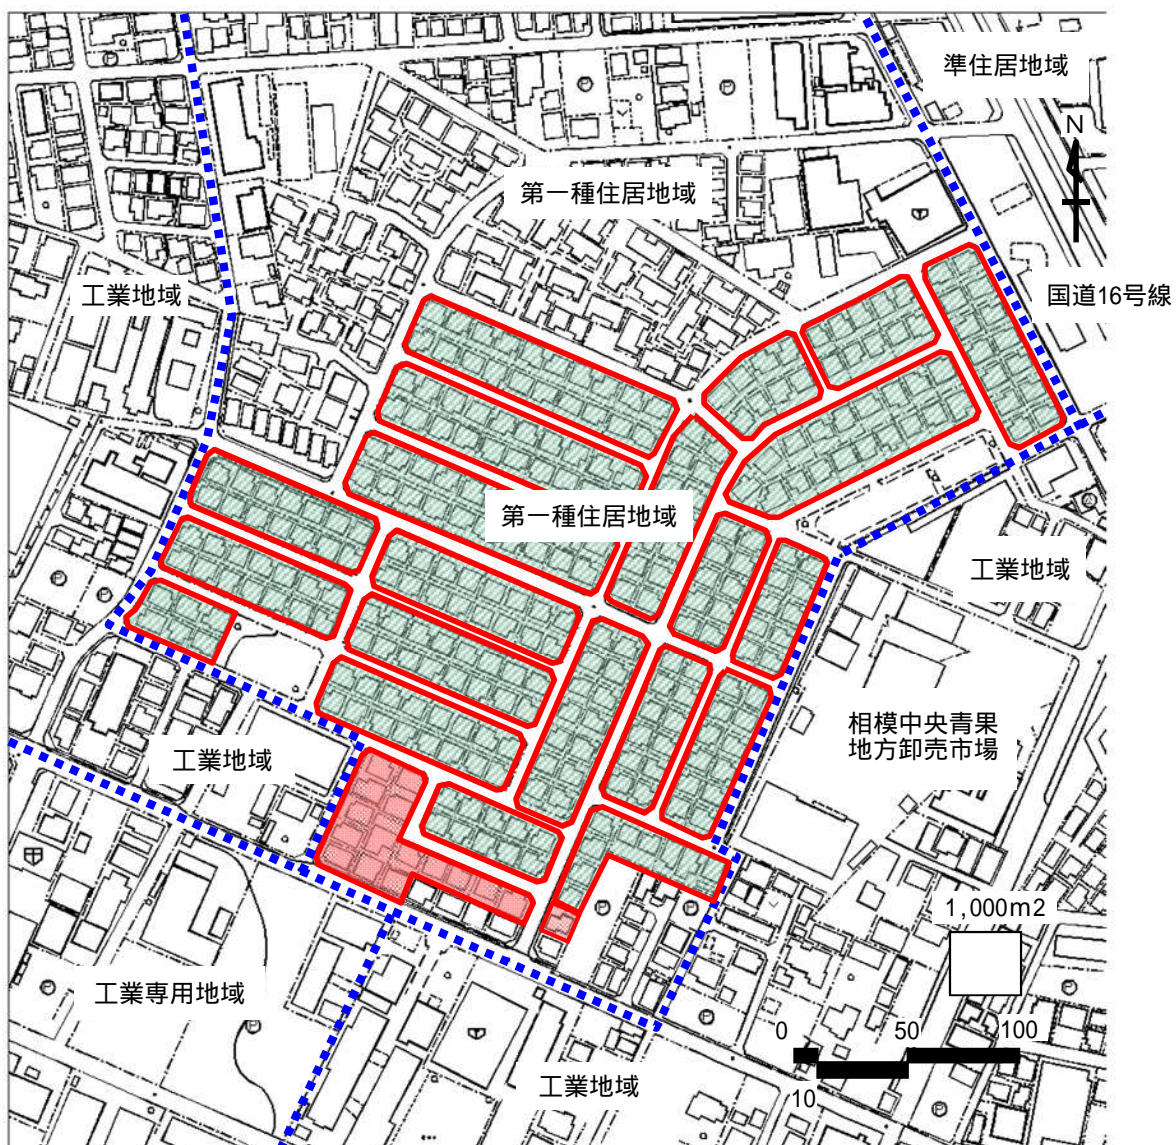 準住居地域
N
第一種住居地域
工業地域
国道16号線
第一種住居地域
工業地域
相模中央青果
地方卸売市場
工業地域
1,000m2
工業専用地域
0 50 100
10
工業地域